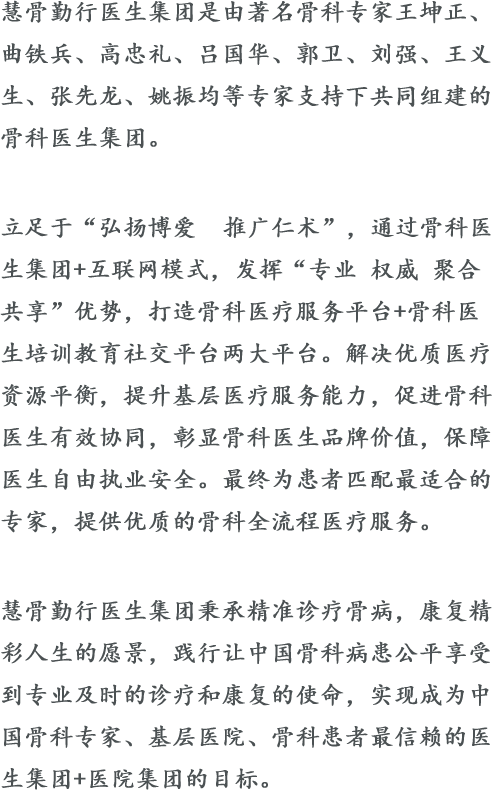 慧骨勤行医生集团是由著名骨科专家王坤正、
曲铁兵、高忠礼、吕国华、郭卫、刘强、王义
生、张先龙、姚振均等专家支持下共同组建的
骨科医生集团。
立足于“弘扬博爱　推广仁术”，通过骨科医
生集团+互联网模式，发挥“专业 权威 聚合
共享”优势，打造骨科医疗服务平台+骨科医
生培训教育社交平台两大平台。解决优质医疗
资源平衡，提升基层医疗服务能力，促进骨科
医生有效协同，彰显骨科医生品牌价值，保障
医生自由执业安全。最终为患者匹配最适合的
专家，提供优质的骨科全流程医疗服务。
慧骨勤行医生集团秉承精准诊疗骨病，康复精
彩人生的愿景，践行让中国骨科病患公平享受
到专业及时的诊疗和康复的使命，实现成为中
国骨科专家、基层医院、骨科患者最信赖的医
生集团+医院集团的目标。